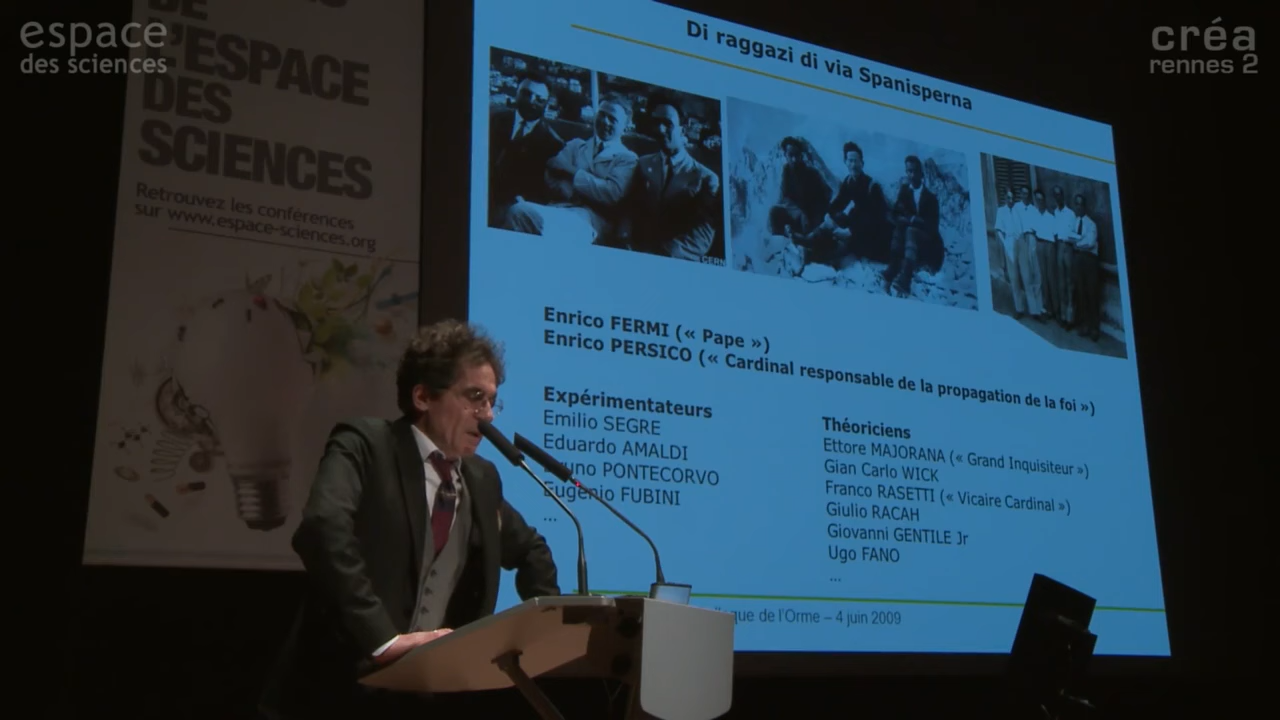 espace
des sciences
créa
rennes 2
DE
L'ESPACE
DES
SCIENCES
Retrouvez les conférences
sur www.espace-sciences.org
Di raggazi di via Spanisperna
CERN
Enrico FERMI (« Pape »)
Enrico PERSICO (« Cardinal responsable de la propagation de la foi »)
Expérimentateurs
Emilio SEGRE
Eduardo AMALDI
PONTECORVO
Eugenio FUBINI
...
Théoriciens
Ettore MAJORANA (« Grand Inquisiteur »)
Gian Carlo WICK
Franco RASETTI (« Vicaire Cardinal »)
Giulio RACAH
Giovanni GENTILE Jr
Ugo FANO
...
de l'Orme – 4 juin 2009